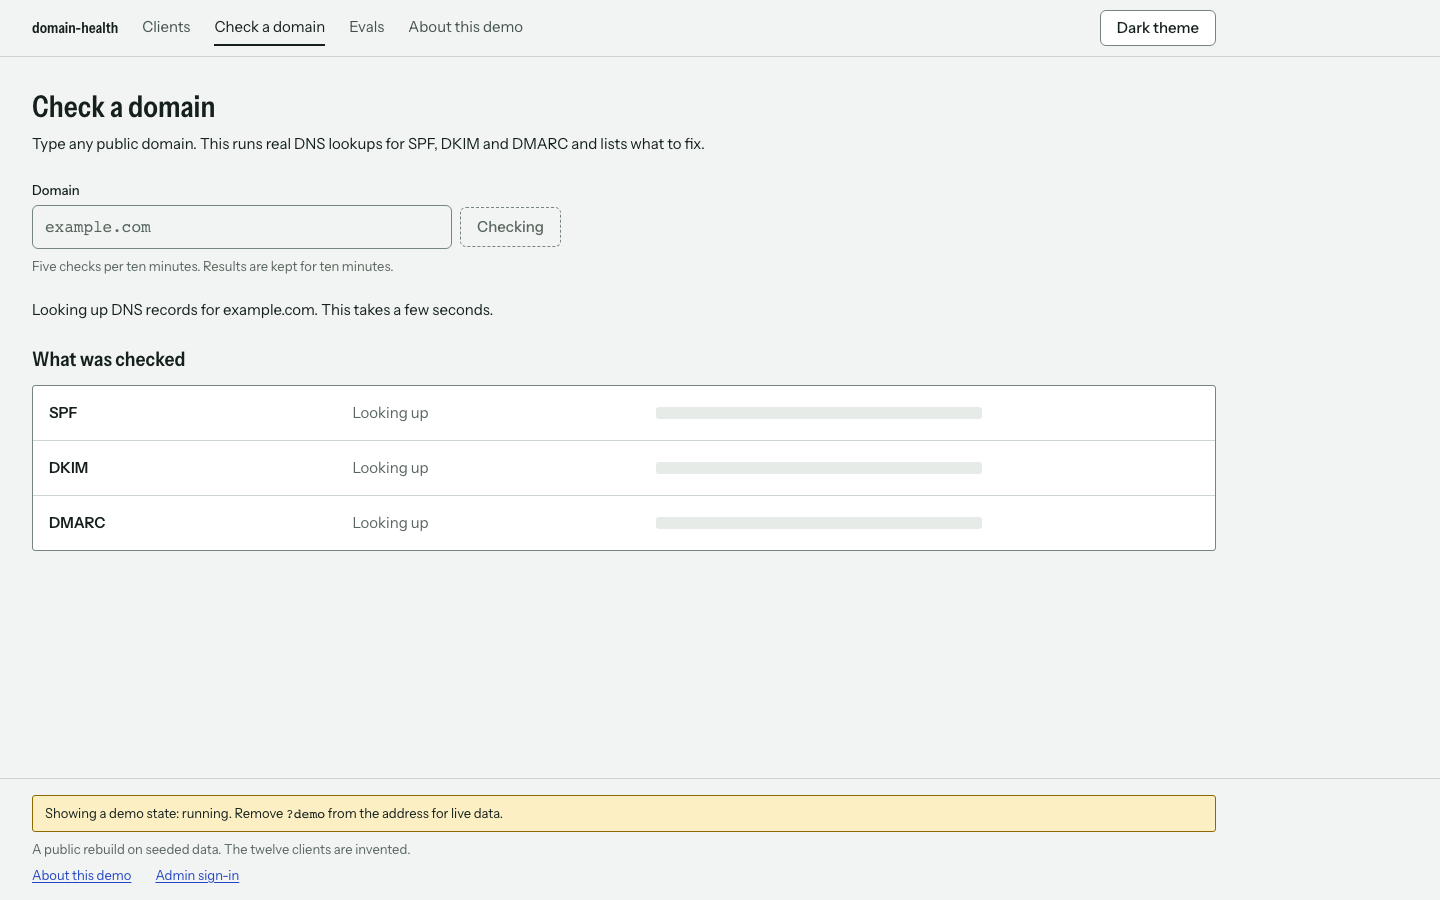 domain-health Clients Check a domain Evals About this demo Dark theme
Check a domain
Type any public domain. This runs real DNS lookups for SPF, DKIM and DMARC and lists what to fix.
Domain
example.com Checking
Five checks per ten minutes. Results are kept for ten minutes.
Looking up DNS records for example.com. This takes a few seconds.
What was checked
SPF Looking up
DKIM Looking up
DMARC Looking up
Showing a demo state: running. Remove ?demo from the address for live data.
A public rebuild on seeded data. The twelve clients are invented.
About this demo Admin sign-in